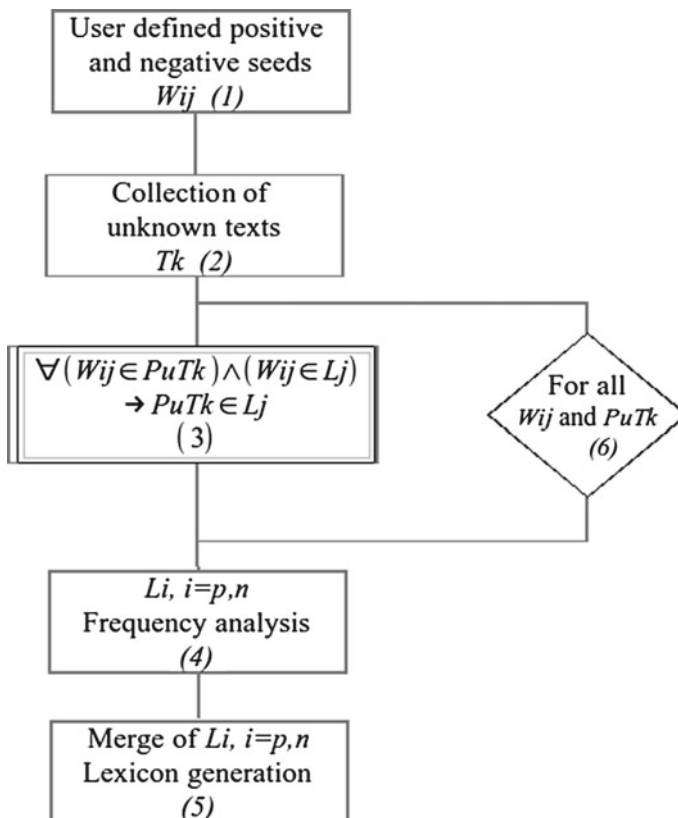 User defined positive
and negative seeds
Wij (1)
Collection of
unknown texts
Tk (2)
∀(Wij∈PuTk)∧(Wij∈Lj)
→ PuTk∈Lj
(3)
For all
Wij and PuTk
(6)
Li, i=p,n
Frequency analysis
(4)
Merge of Li, i=p,n
Lexicon generation
(5)